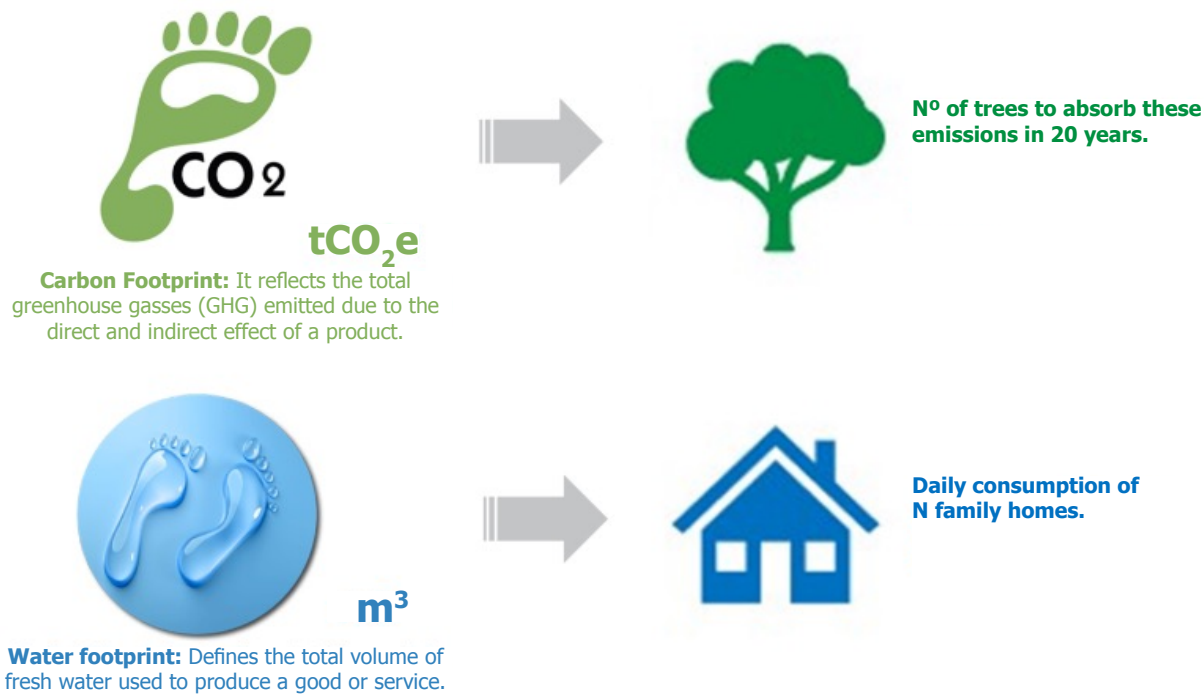 CO2
tCO₂e
Carbon Footprint: It reflects the total
greenhouse gasses (GHG) emitted due to the
direct and indirect effect of a product.
Nº of trees to absorb these
emissions in 20 years.
m³
Water footprint: Defines the total volume of
fresh water used to produce a good or service.
Daily consumption of
N family homes.